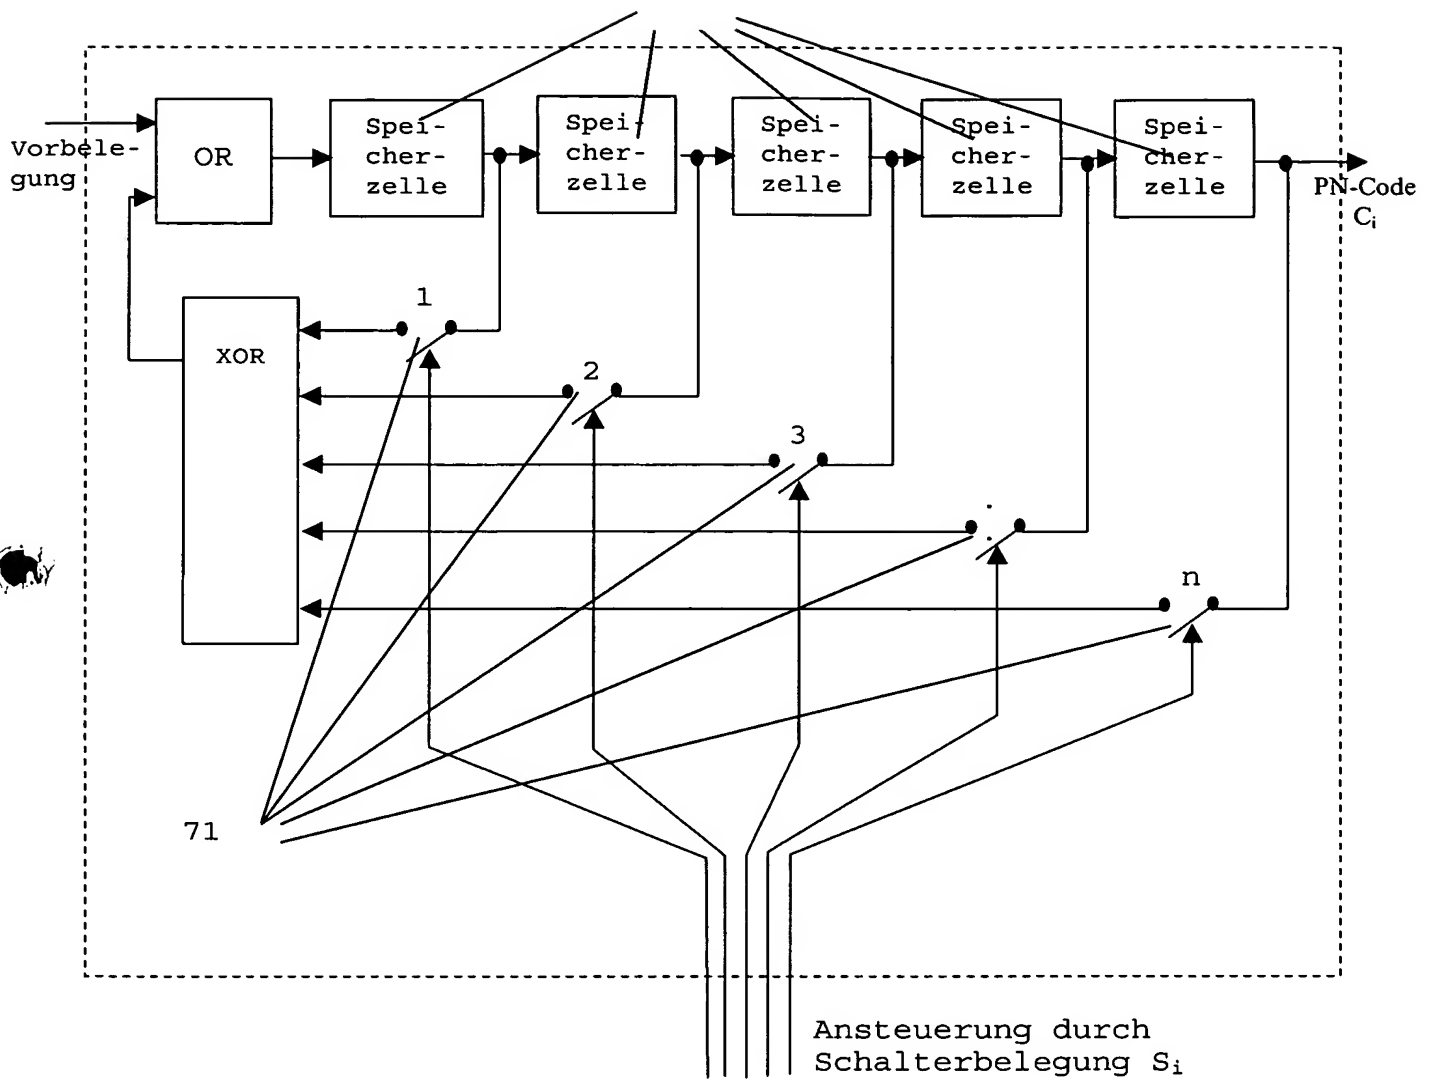 Vorbele-
gung
OR
Spei-
cher-
zelle
Spei-
cher-
zelle
Spei-
cher-
zelle
Spei-
cher-
zelle
Spei-
cher-
zelle
PN-Code
Ci
XOR
1
2
3
:
n
71
Ansteuerung durch
Schalterbelegung Si